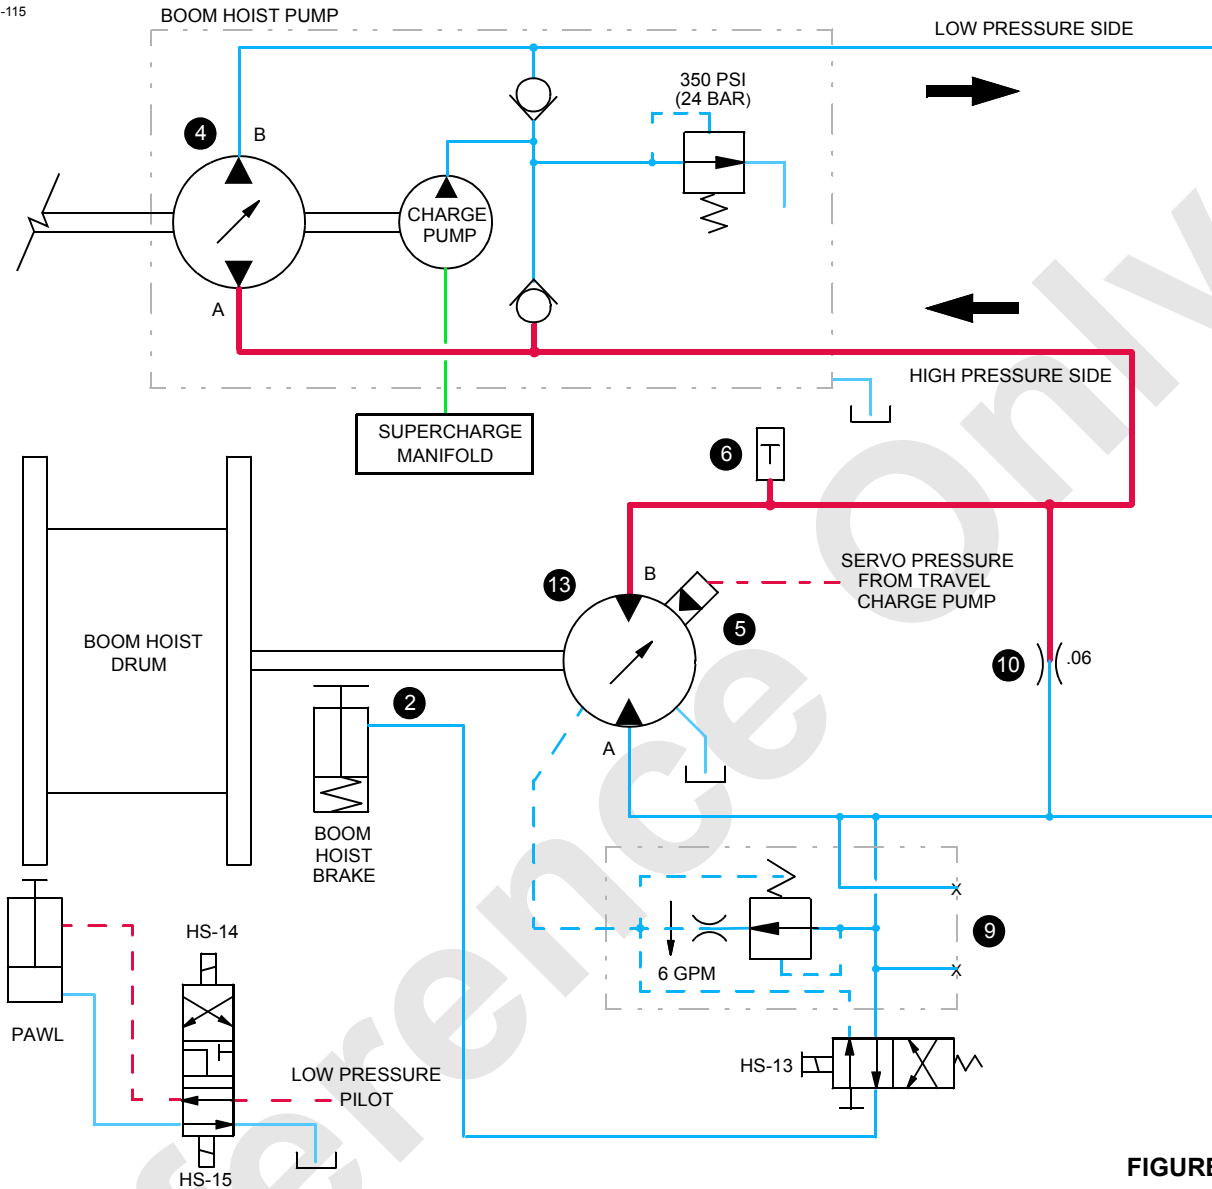 -115
BOOM HOIST PUMP
LOW PRESSURE SIDE
350 PSI
(24 BAR)
4
B
CHARGE
PUMP
A
HIGH PRESSURE SIDE
SUPERCHARGE
MANIFOLD
6
SERVO PRESSURE
FROM TRAVEL
CHARGE PUMP
13
B
5
BOOM HOIST
DRUM
10
.06
2
A
BOOM
HOIST
BRAKE
X
9
HS-14
6 GPM
X
PAWL
HS-13
LOW PRESSURE
PILOT
HS-15
FIGURE
ference Only